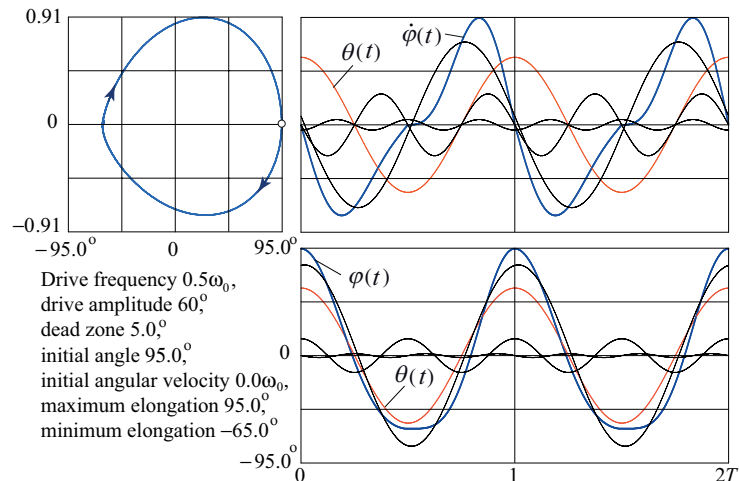 0.91
0
−0.91
−95.0° 0
θ(t)
φ̇(t)
95.0°
φ(t)
0
θ(t)
−95.0°
0 1 2T
Drive frequency 0.5ω₀,
drive amplitude 60,°
dead zone 5.0,°
initial angle 95.0,°
initial angular velocity 0.0ω₀,
maximum elongation 95.0,°
minimum elongation −65.0°